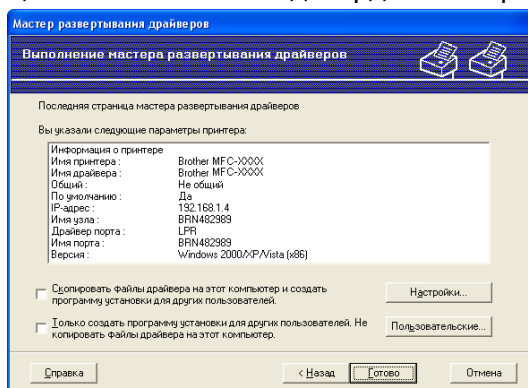 Мастер развертывания драйверов
Выполнение мастера развертывания драйверов
Последняя страница мастера развертывания драйверов
Вы указали следующие параметры принтера:
Информация о принтере
Имя принтера : Brother MFC-XXXX
Имя драйвера : Brother MFC-XXXX
Общий : Не общий
По умолчанию : Да
IP-адрес : 192.168.1.4
Имя узла : BRN482989
Драйвер порта : LPR
Имя порта : BRN482989
Версия : Windows 2000/XP/Vista (x86)
Скопировать файлы драйвера на этот компьютер и создать
программу установки для других пользователей.
Настройки...
Только создать программу установки для других пользователей. Не
копировать файлы драйвера на этот компьютер.
Пользовательские...
Справка
< Назад
Готово
Отмена